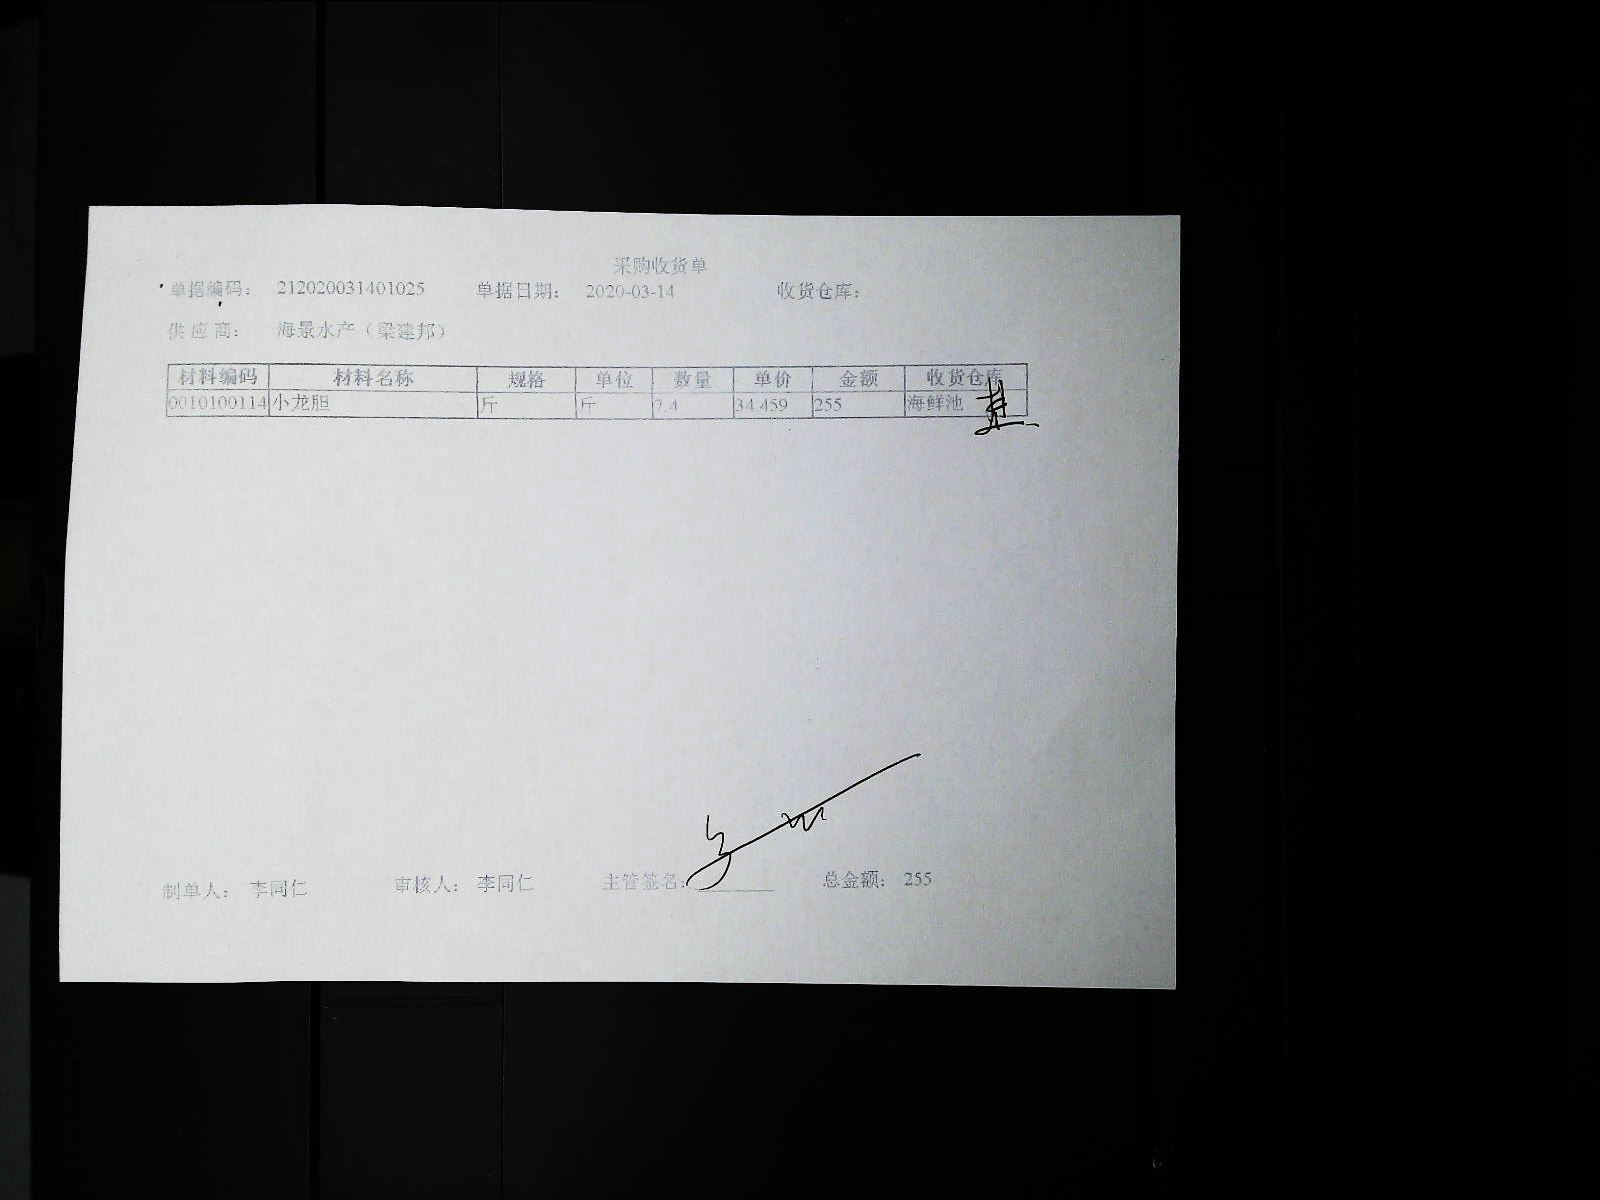 采购收货单
单据编码： 212020031401025 单据日期： 2020-03-14 收货仓库：
供应商： 海景水产（梁建邦）
材料编码 材料名称 规格 单位 数量 单价 金额 收货仓库
0010100114 小龙胆 斤 斤 7.4 34.459 255 海鲜池
制单人： 李同仁 审核人： 李同仁 主管签名： 总金额： 255